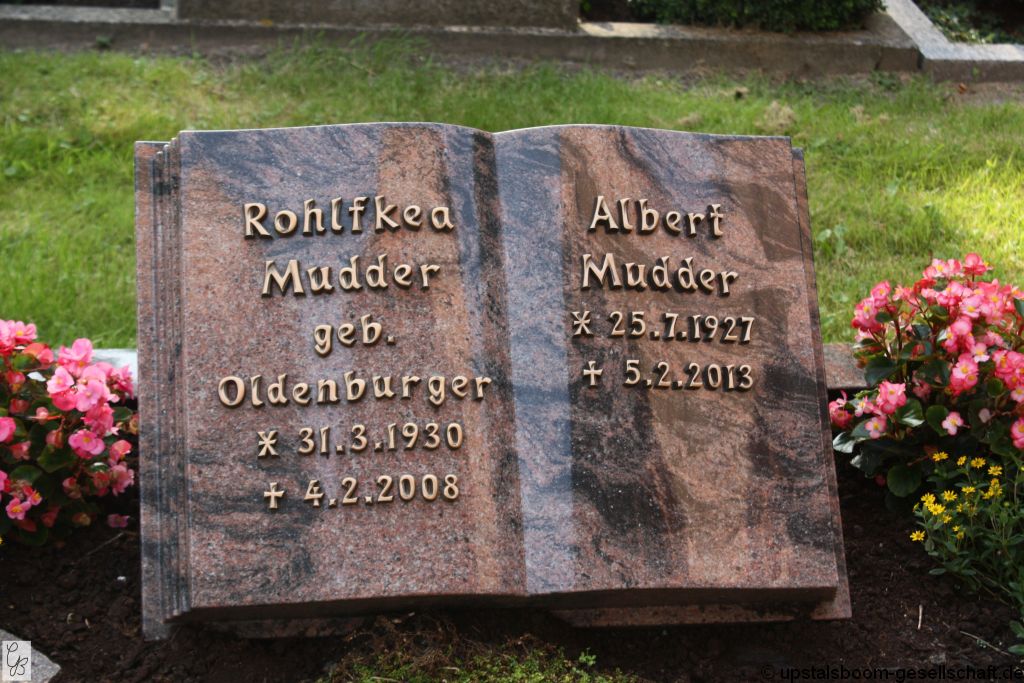 Rohlfkea
Mudder
geb.
Oldenburger
* 31.3.1930
† 4.2.2008
Albert
Mudder
* 25.7.1927
† 5.2.2013
GB
© upstalsboom-gesellschaft.de